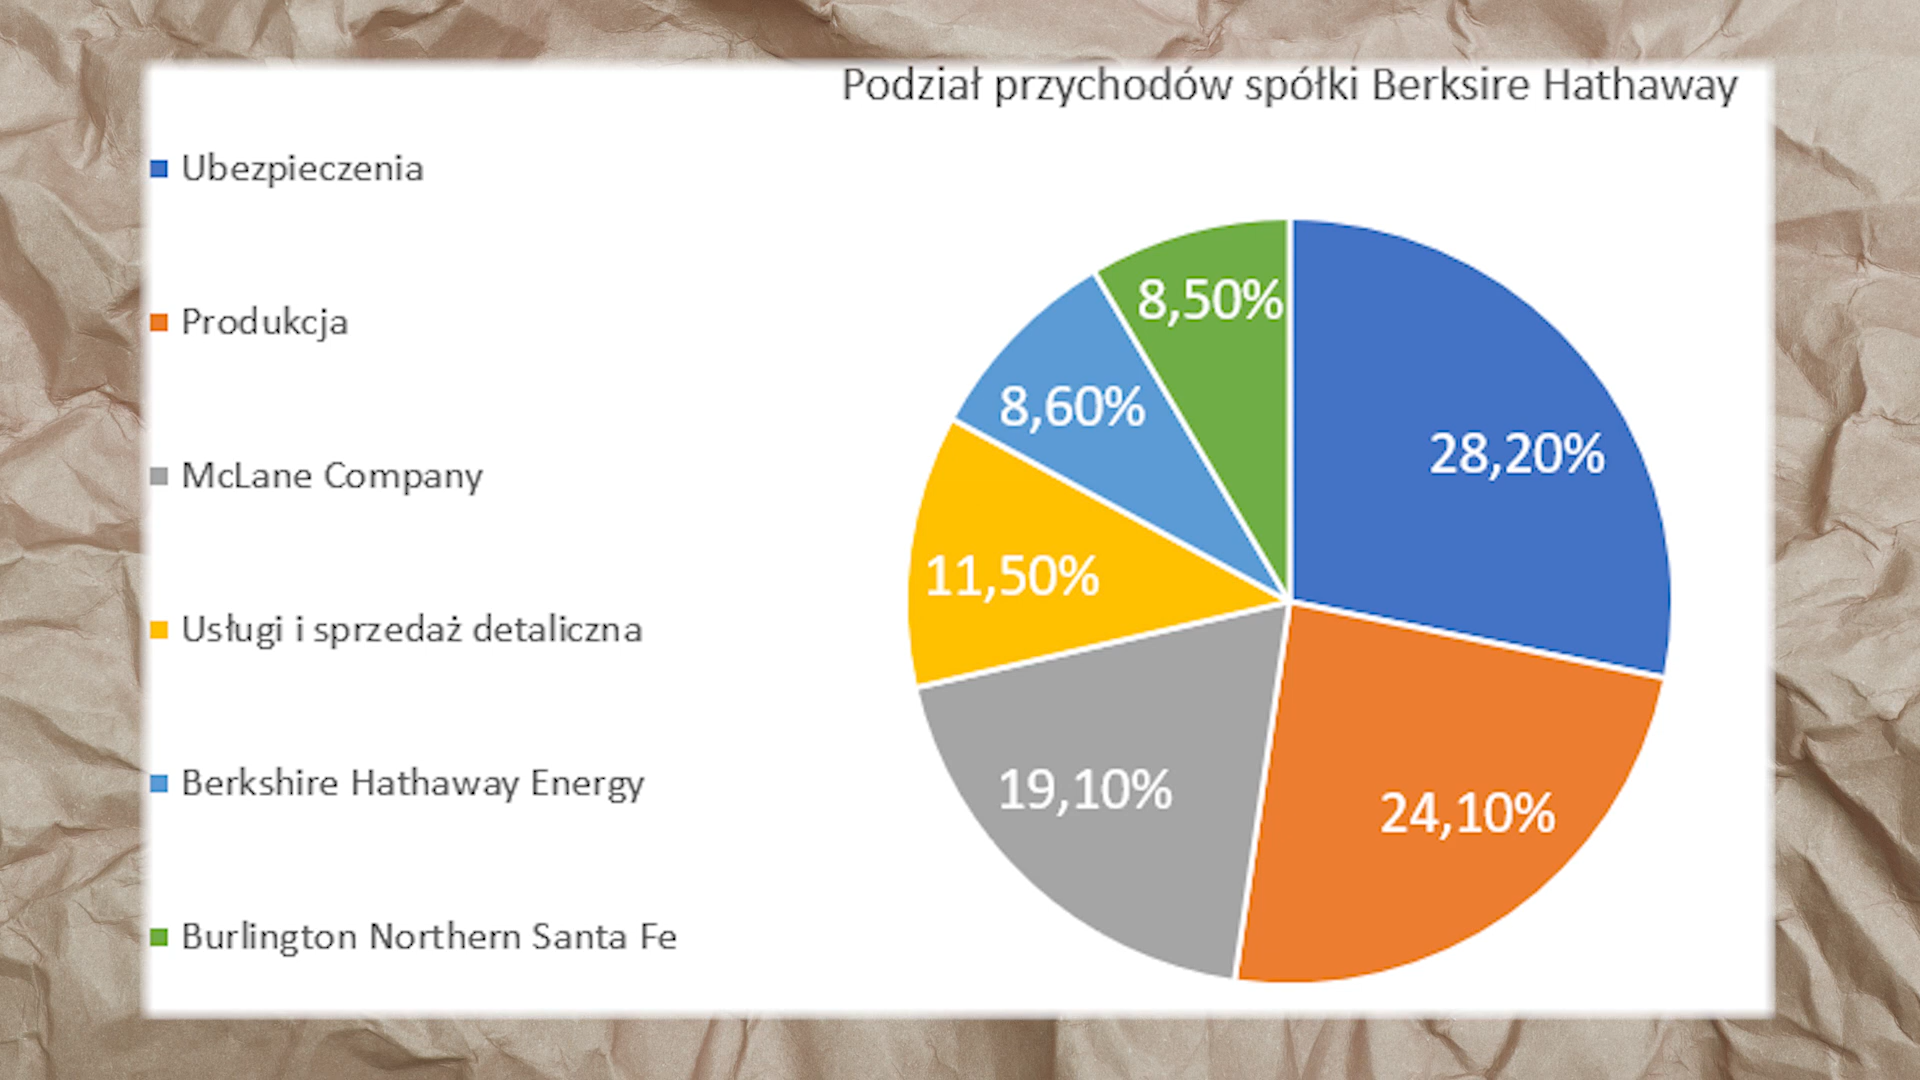 Podział przychodów spółki Berksire Hathaway
Ubezpieczenia
Produkcja
McLane Company
Usługi i sprzedaż detaliczna
Berkshire Hathaway Energy
Burlington Northern Santa Fe
8,50%
8,60%
28,20%
11,50%
19,10%
24,10%